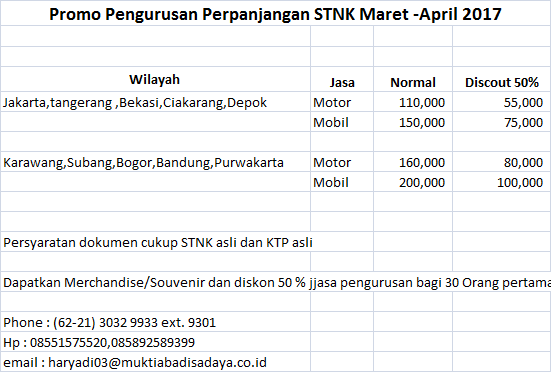 Promo Pengurusan Perpanjangan STNK Maret -April 2017
Wilayah Jasa Normal Discout 50%
Jakarta,tangerang ,Bekasi,Ciakarang,Depok Motor 110,000 55,000
Mobil 150,000 75,000
Karawang,Subang,Bogor,Bandung,Purwakarta Motor 160,000 80,000
Mobil 200,000 100,000
Persyaratan dokumen cukup STNK asli dan KTP asli
Dapatkan Merchandise/Souvenir dan diskon 50 % jjasa pengurusan bagi 30 Orang pertama
Phone : (62-21) 3032 9933 ext. 9301
Hp : 08551575520,085892589399
email : haryadi03@muktiabadisadaya.co.id